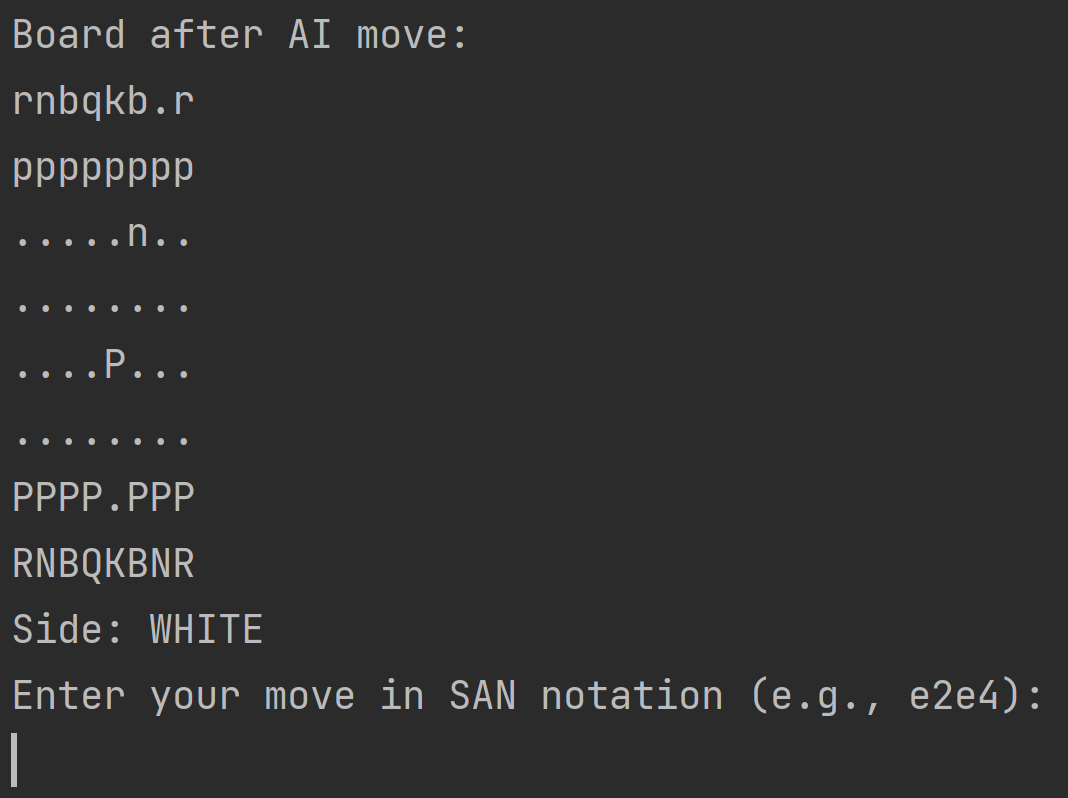 Board after AI move:
rnbqkb.r
pppppppp
.....n..
........
....P...
........
PPPP.PPP
RNBQKBNR
Side: WHITE
Enter your move in SAN notation (e.g., e2e4):